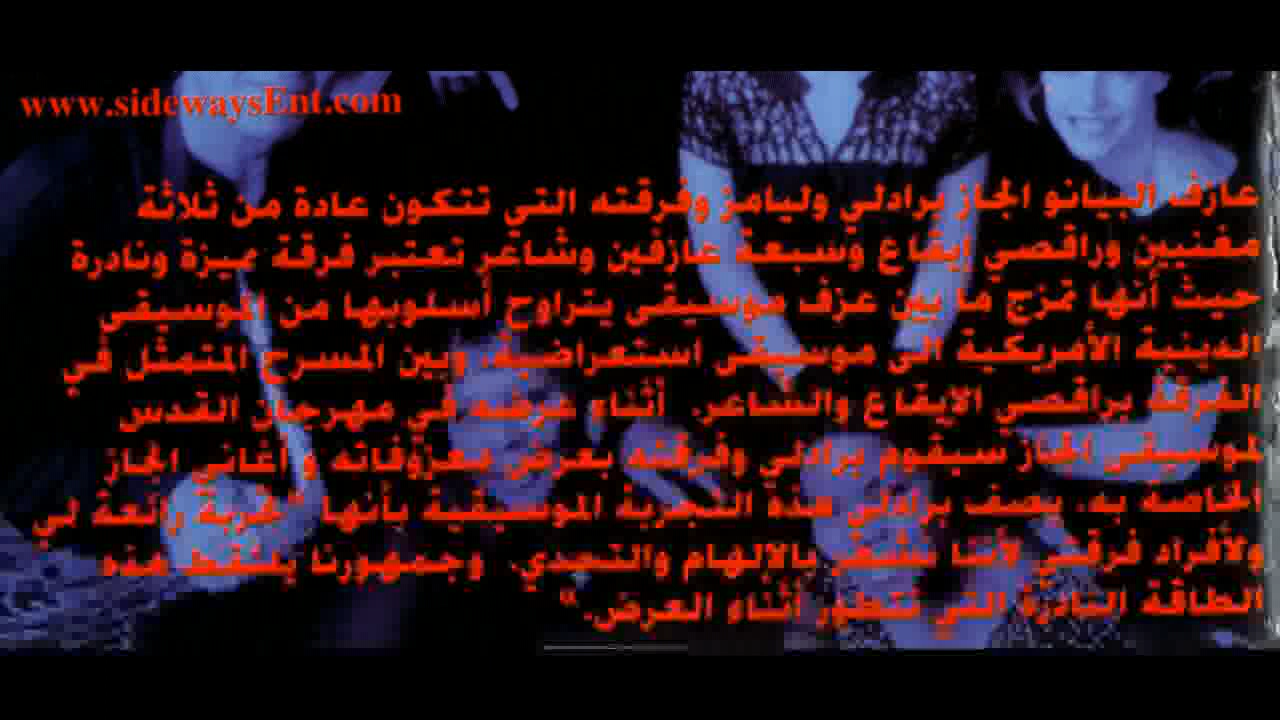 www.sidewaysEnt.com
عازف البيانو الجاز برادلي وليامز وفرقته التي تتكون عادة من ثلاثة
مغنيين وراقصي إيقاع وسبعة عازفين وشاعر تعتبر فرقة مميزة ونادرة
حيث أنها تمزج ما بين عزف موسيقى يتراوح أسلوبها من الموسيقى
الدينية الأمريكية الى موسيقى استعراضية، وبين المسرح المتمثل في
الفرقة براقصي الايقاع والشاعر. أثناء عرضه في مهرجان القدس
لموسيقى الجاز سيقوم برادلي وفرقته بعرض معزوفاته و أغاني الجاز
الخاصة به. يصف برادلي هذه التجربة الموسيقية بأنها "تجربة رائعة لي
ولأفراد فرقتي لأننا نشعر بالالهام والتحدي. وجمهورنا يلتقط هذه
الطاقة النادرة التي تتطور أثناء العرض."